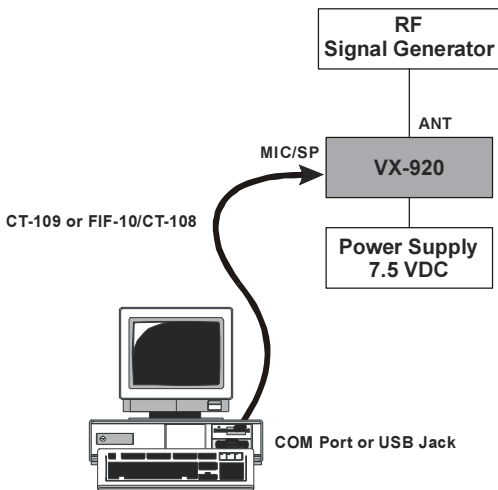 RF
Signal Generator
ANT
MIC/SP
VX-920
CT-109 or FIF-10/CT-108
Power Supply
7.5 VDC
COM Port or USB Jack